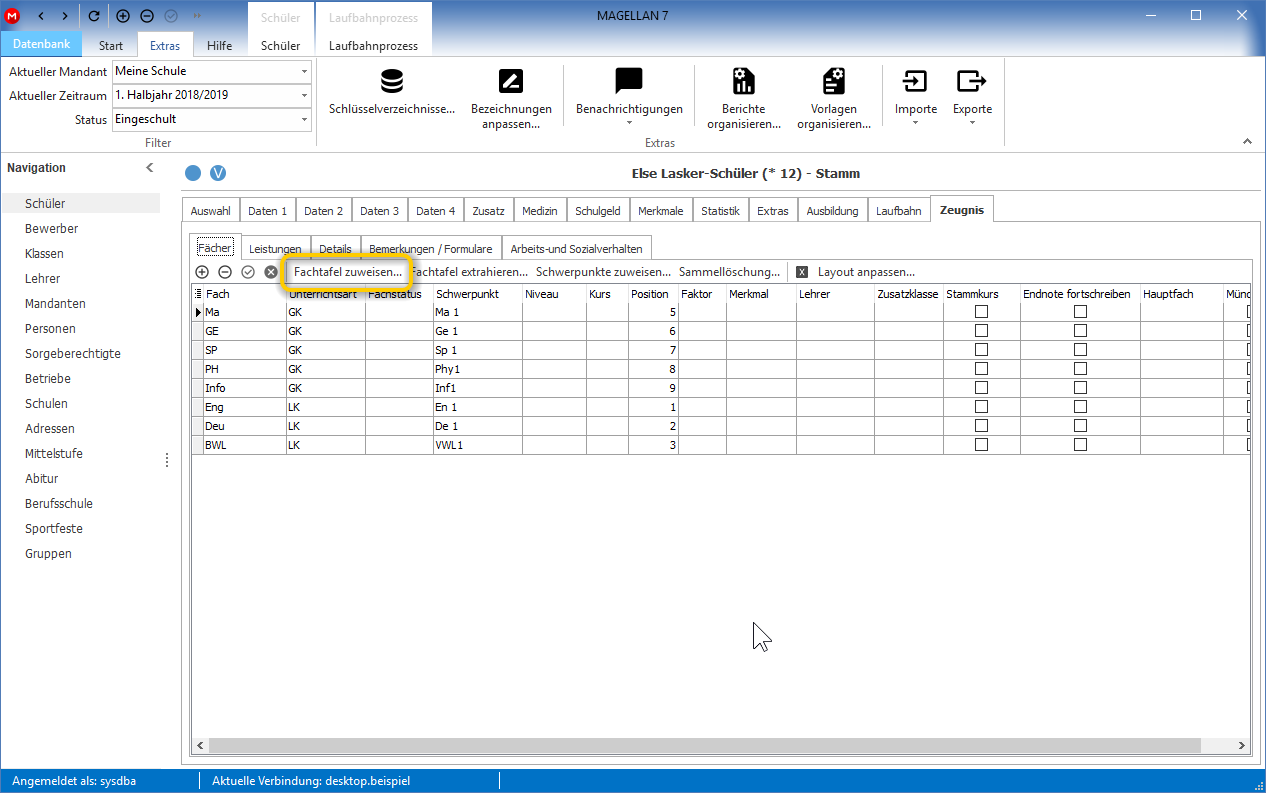 M MAGELLAN 7
Schüler Laufbahnprozess
Datenbank Start Extras Hilfe Schüler Laufbahnprozess
Aktueller Mandant Meine Schule
Aktueller Zeitraum 1. Halbjahr 2018/2019
Status Eingeschult
Filter
Schlüsselverzeichnisse...
Bezeichnungen
anpassen...
Benachrichtigungen
Berichte
organisieren...
Vorlagen
organisieren...
Importe
Exporte
Extras
Navigation
Schüler
Bewerber
Klassen
Lehrer
Mandanten
Personen
Sorgeberechtigte
Betriebe
Schulen
Adressen
Mittelstufe
Abitur
Berufsschule
Sportfeste
Gruppen
V Else Lasker-Schüler (* 12) - Stamm
Auswahl Daten 1 Daten 2 Daten 3 Daten 4 Zusatz Medizin Schulgeld Merkmale Statistik Extras Ausbildung Laufbahn Zeugnis
Fächer Leistungen Details Bemerkungen / Formulare Arbeits-und Sozialverhalten
Fachtafel zuweisen... Fachtafel extrahieren... Schwerpunkte zuweisen... Sammellöschung... X Layout anpassen...
Fach Unterrichtsart Fachstatus Schwerpunkt Niveau Kurs Position Faktor Merkmal Lehrer Zusatzklasse Stammkurs Endnote fortschreiben Hauptfach Münd
Ma GK Ma 1 5
GE GK Ge 1 6
SP GK Sp 1 7
PH GK Phy1 8
Info GK Inf1 9
Eng LK En 1 1
Deu LK De 1 2
BWL LK VWL1 3
Angemeldet als: sysdba Aktuelle Verbindung: desktop.beispiel